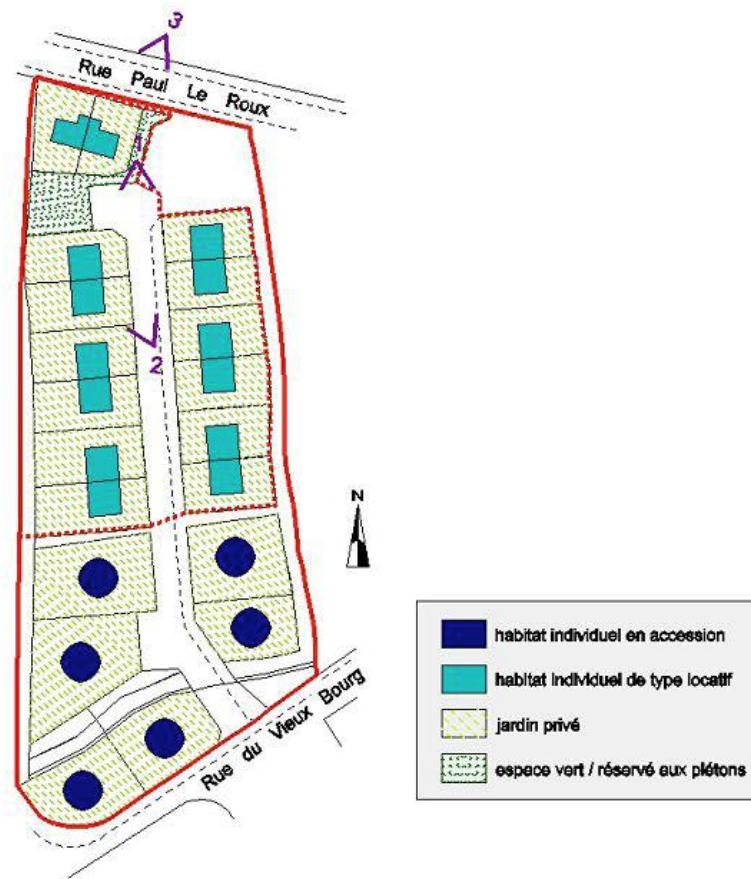 3
Rue Paul Le Roux
1
2
N
Rue du Vieux Bourg
habitat individuel en accession
habitat individuel de type locatif
jardin privé
espace vert / réservé aux piétons